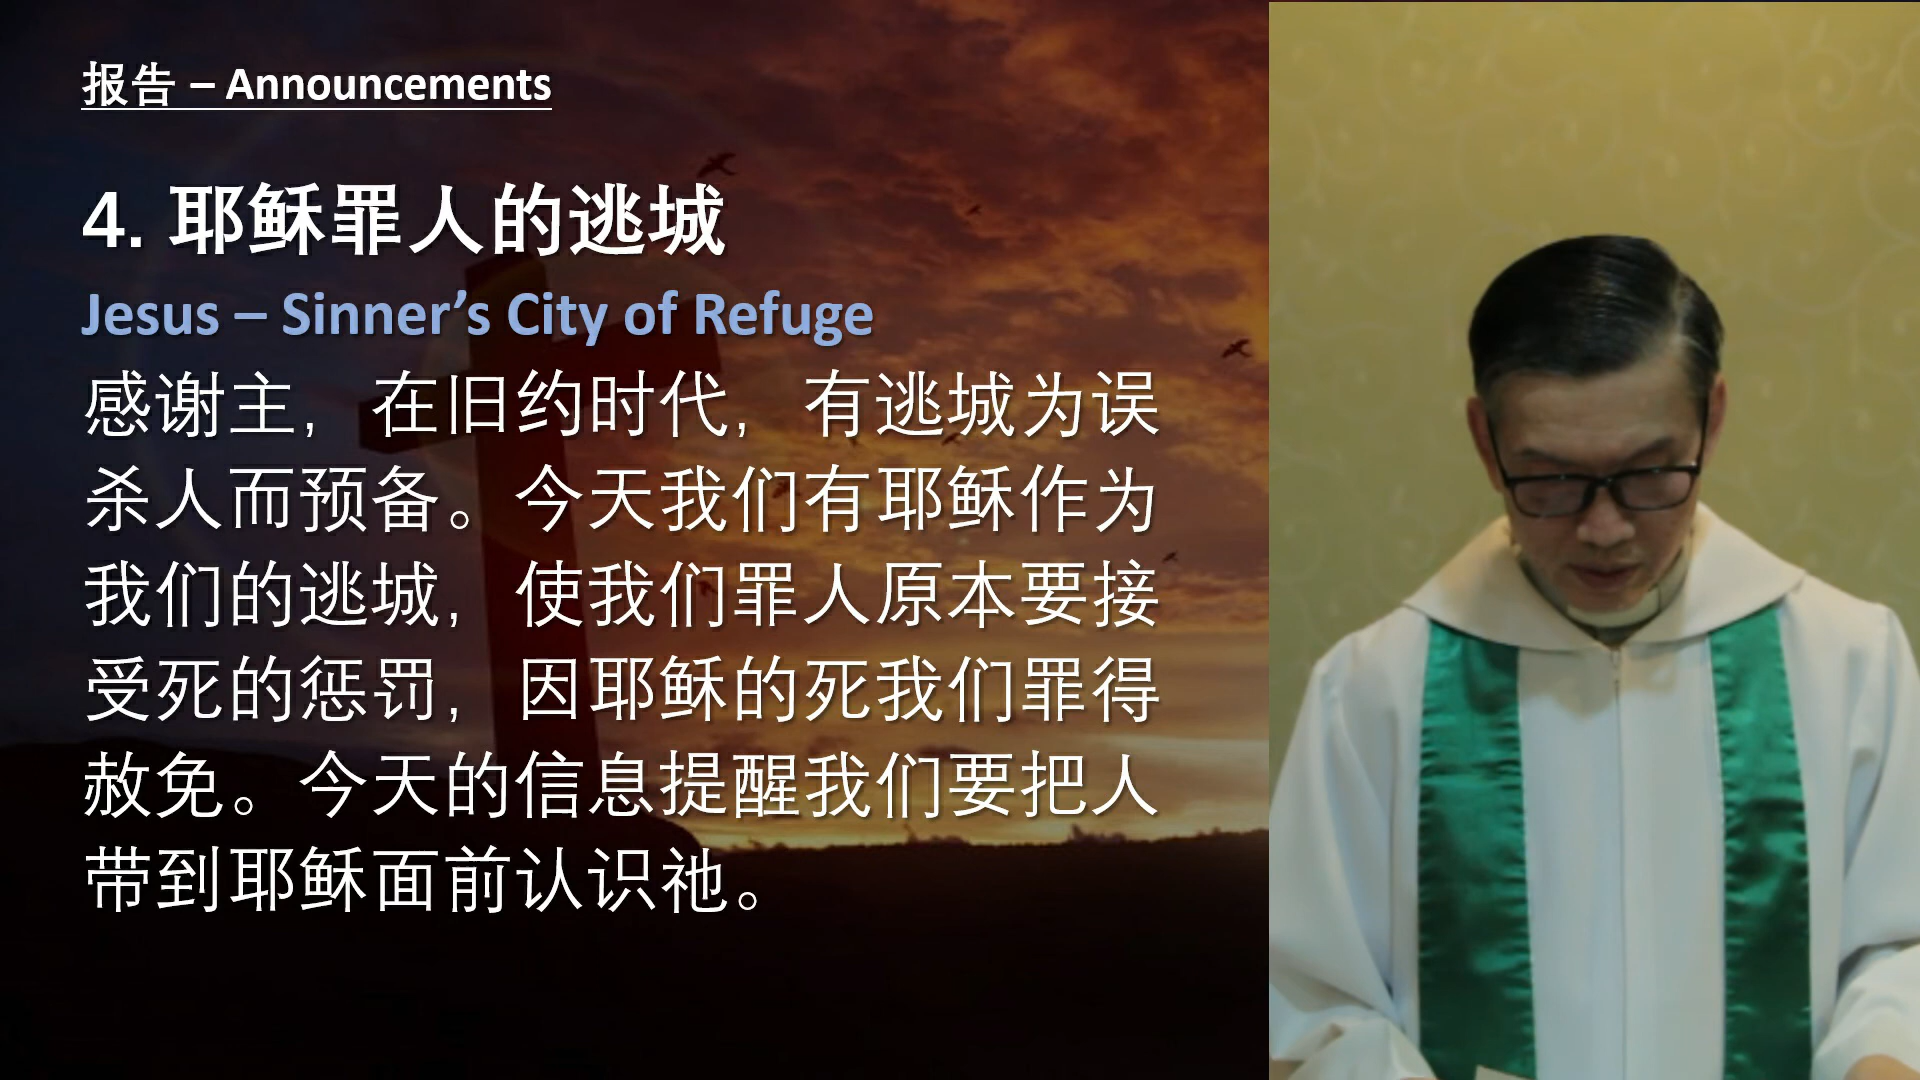 报告 – Announcements
4. 耶稣罪人的逃城
Jesus – Sinner’s City of Refuge
感谢主，在旧约时代，有逃城为误
杀人而预备。今天我们有耶稣作为
我们的逃城，使我们罪人原本要接
受死的惩罚，因耶稣的死我们罪得
赦免。今天的信息提醒我们要把人
带到耶稣面前认识祂。